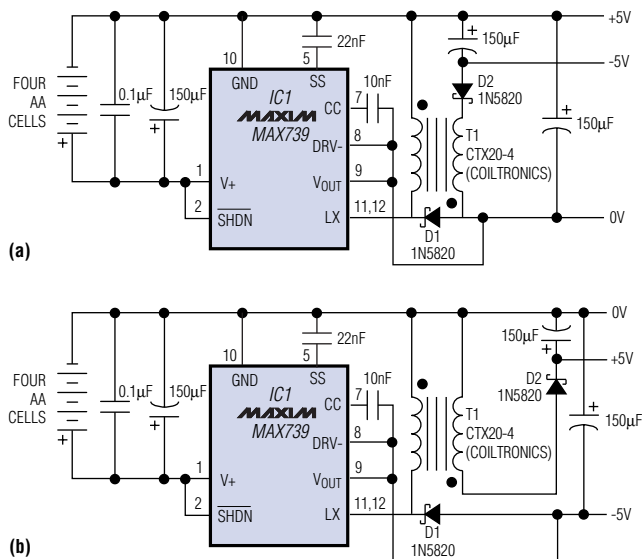 +5V
22nF
150µF
+
-5V
10
5
GND
SS
D2
1N5820
10nF
FOUR
AA
CELLS
+
0.1µF
150µF
+
IC1
MAXIM
MAX739
CC
7
DRV-
8
VOUT
9
LX
11,12
1
V+
2
SHDN
T1
CTX20-4
(COILTRONICS)
+
150µF
D1
1N5820
0V
(a)
0V
22nF
150µF
+
+5V
10
5
GND
SS
D2
1N5820
10nF
FOUR
AA
CELLS
+
0.1µF
150µF
+
IC1
MAXIM
MAX739
CC
7
DRV-
8
VOUT
9
LX
11,12
1
V+
2
SHDN
T1
CTX20-4
(COILTRONICS)
+
150µF
D1
1N5820
-5V
(b)